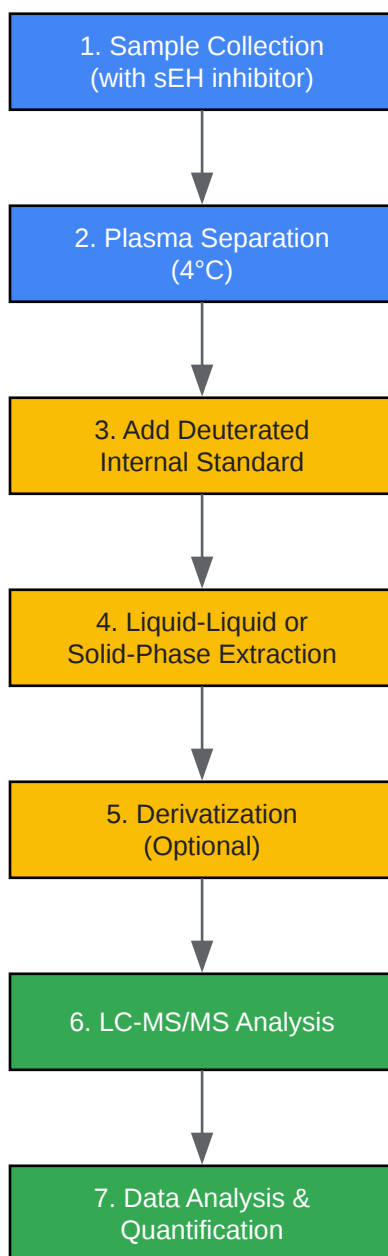 1. Sample Collection
(with sEH inhibitor)
2. Plasma Separation
(4°C)
3. Add Deuterated
Internal Standard
4. Liquid-Liquid or
Solid-Phase Extraction
5. Derivatization
(Optional)
6. LC-MS/MS Analysis
7. Data Analysis &
Quantification